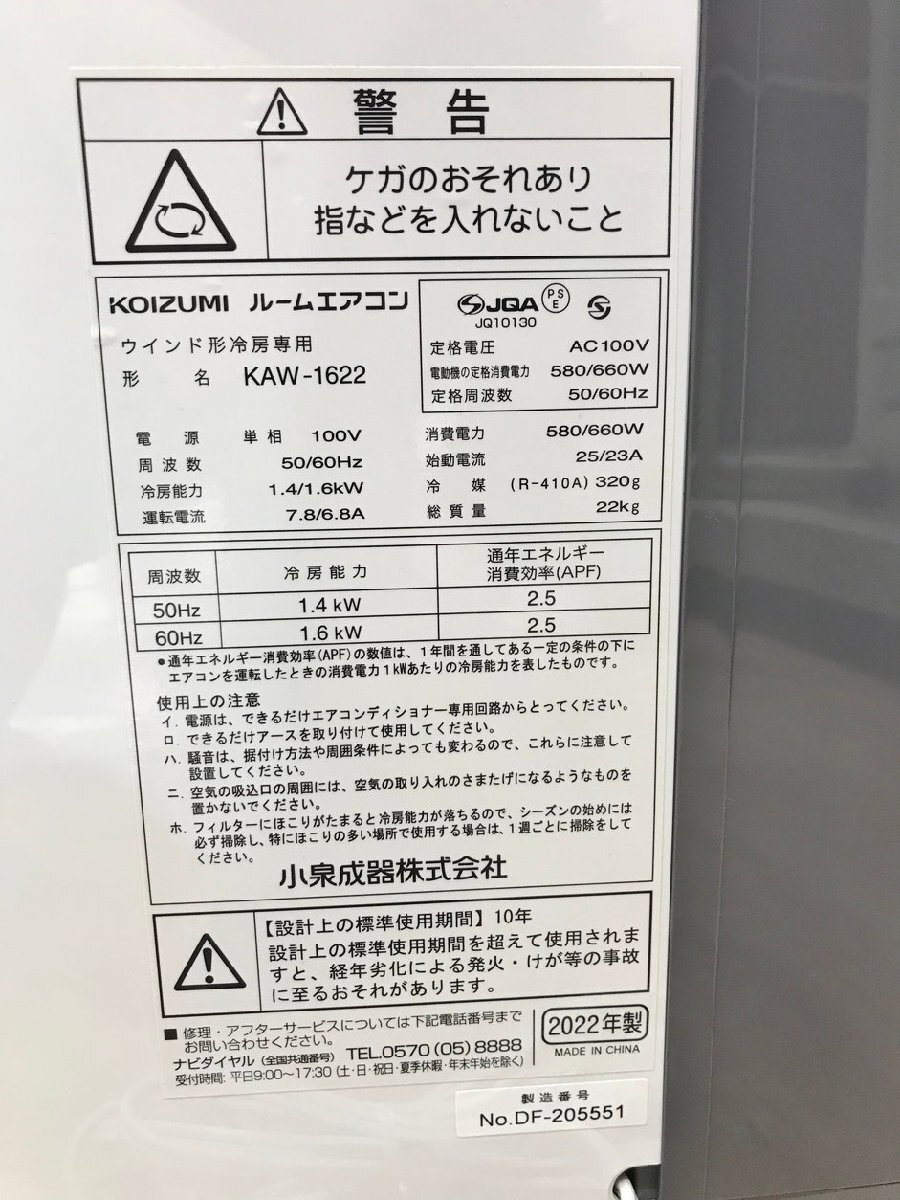 警 告
ケガのおそれあり
指などを入れないこと
KOIZUMI ルームエアコン
ウインド形冷房専用
形 名 KAW-1622
JQA PS E S
JQ10130
定格電圧 AC100V
電動機の定格消費電力 580/660W
定格周波数 50/60Hz
電 源 単相 100V
周波数 50/60Hz
冷房能力 1.4/1.6kW
運転電流 7.8/6.8A
消費電力 580/660W
始動電流 25/23A
冷 媒 (R-410A) 320g
総質量 22kg
周波数 冷房能力 通年エネルギー
消費効率(APF)
50Hz 1.4 kW 2.5
60Hz 1.6 kW 2.5
●通年エネルギー消費効率(APF)の数値は、1年間を通してある一定の条件の下に
エアコンを運転したときの消費電力1kWあたりの冷房能力を表したものです。
使用上の注意
イ. 電源は、できるだけエアコンディショナー専用回路からとってください。
ロ. できるだけアースを取り付けて使用してください。
ハ. 騒音は、据付け方法や周囲条件によっても変わるので、これらに注意して
設置してください。
ニ. 空気の吸込口の周囲には、空気の取り入れのさまたげになるようなものを
置かないでください。
ホ. フィルターにほこりがたまると冷房能力が落ちるので、シーズンの始めには
必ず掃除し、特にほこりの多い場所で使用する場合は、1週ごとに掃除をして
ください。
小泉成器株式会社
【設計上の標準使用期間】10年
設計上の標準使用期間を超えて使用されま
すと、経年劣化による発火・けが等の事故
に至るおそれがあります。
■ 修理・アフターサービスについては下記電話番号まで
お問い合わせください。
ナビダイヤル (全国共通番号) TEL.0570 (05) 8888
受付時間: 平日9:00～17:30 (土・日・祝日・夏季休暇・年末年始を除く)
2022年製
MADE IN CHINA
製造番号
No.DF-205551